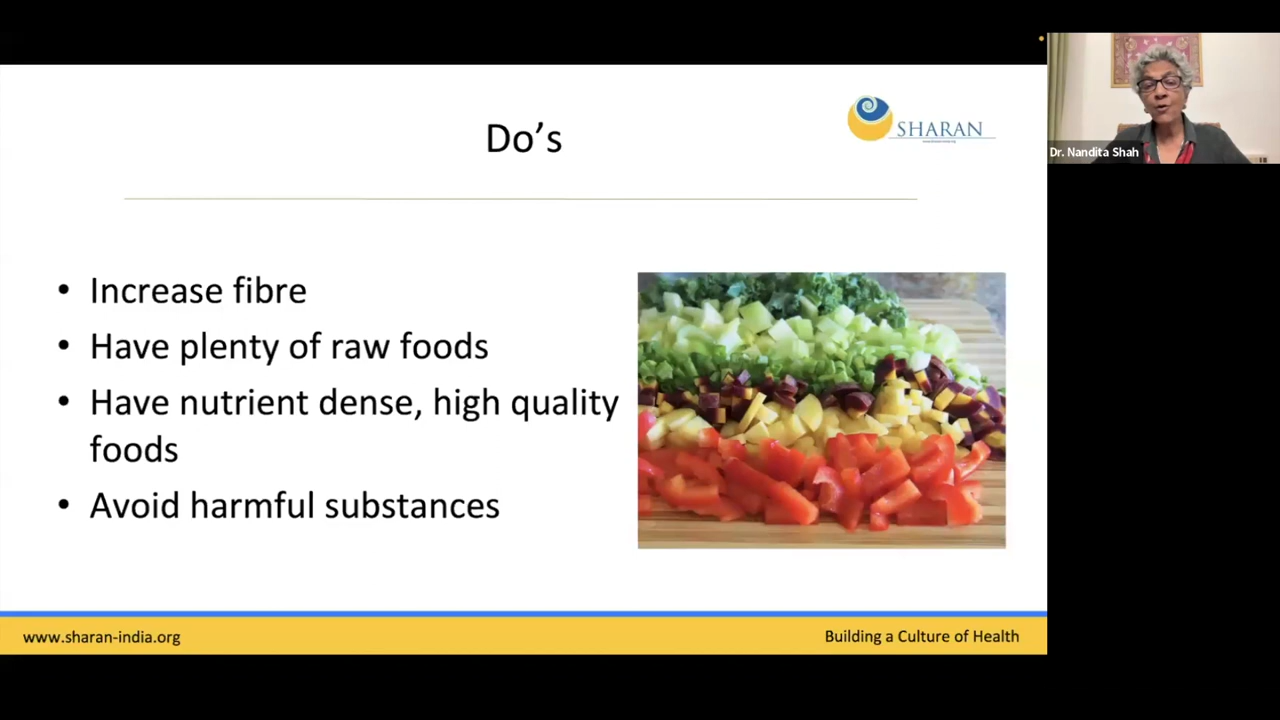 Do's
SHARAN
Dr. Nandita Shah
• Increase fibre
• Have plenty of raw foods
• Have nutrient dense, high quality
foods
• Avoid harmful substances
www.sharan-india.org
Building a Culture of Health